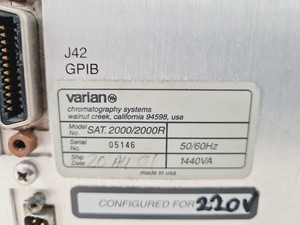 J42
GPIB
varian
chromatography systems
walnut creek, california 94598, usa
Model No. SAT. 2000/2000R
Serial No. 05146 50/60Hz
Ship Date 1440VA
made in usa
CONFIGURED FOR 220V